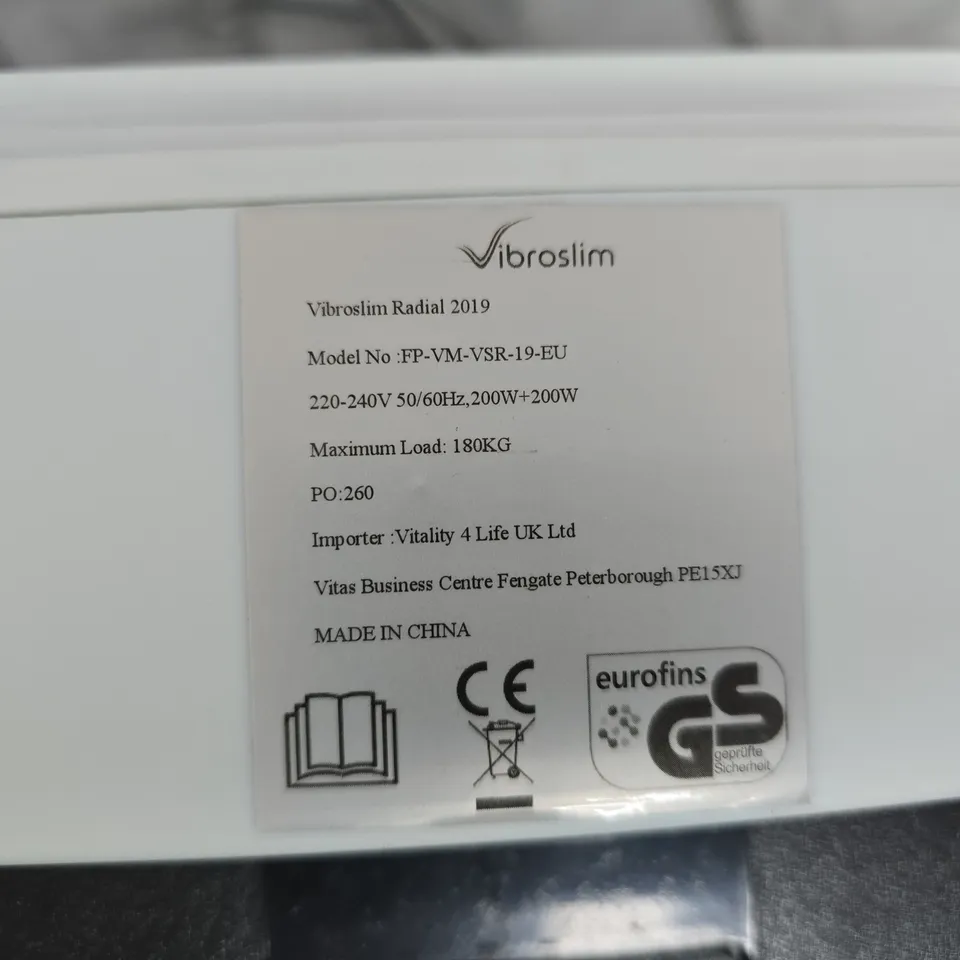 Vibroslim
Vibroslim Radial 2019
Model No :FP-VM-VSR-19-EU
220-240V 50/60Hz,200W+200W
Maximum Load: 180KG
PO:260
Importer :Vitality 4 Life UK Ltd
Vitas Business Centre Fengate Peterborough PE15XJ
MADE IN CHINA
CE
eurofins
GS
geprüfte
Sicherheit